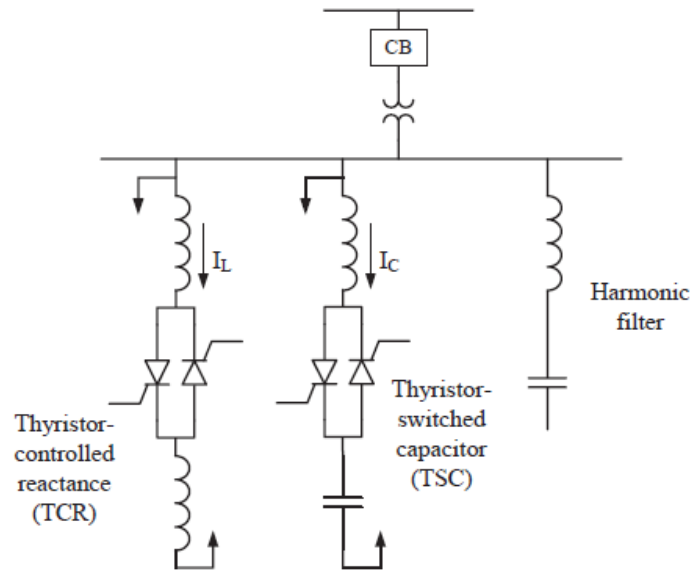 CB
I_L
I_C
Harmonic
filter
Thyristor-
controlled
reactance
(TCR)
Thyristor-
switched
capacitor
(TSC)